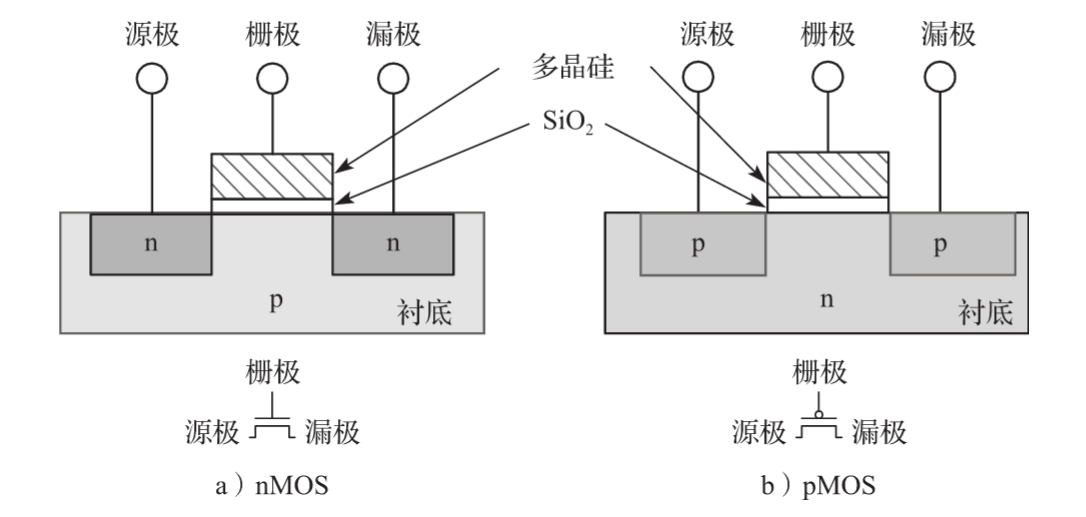 源极 栅极 漏极 源极 栅极 漏极
多晶硅
SiO₂
n n p p
p n
衬底 衬底
栅极 栅极
源极 漏极 源极 漏极
a）nMOS b）pMOS